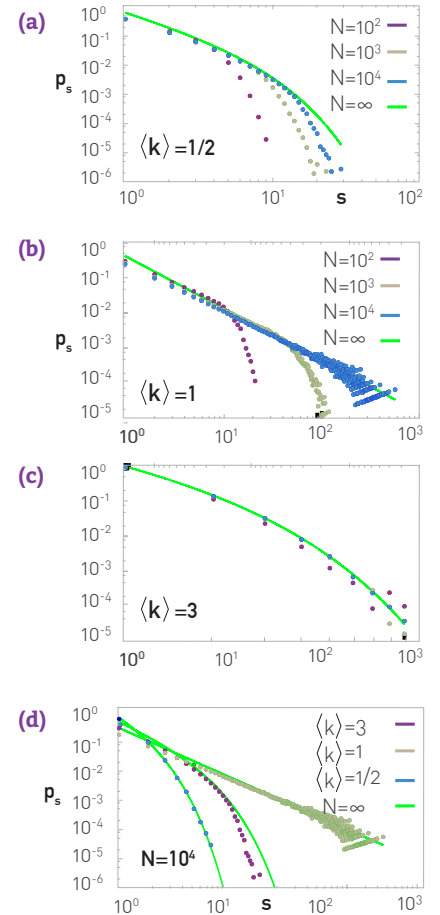 (a)
10⁰
10⁻¹
10⁻²
10⁻³
10⁻⁴
10⁻⁵
10⁻⁶
pₛ
N=10²
N=10³
N=10⁴
N=∞
⟨k⟩=1/2
10⁰
10¹
s
10²
(b)
10⁰
10⁻¹
10⁻²
10⁻³
10⁻⁴
10⁻⁵
pₛ
N=10²
N=10³
N=10⁴
N=∞
⟨k⟩=1
10⁰
10¹
10²
10³
(c)
10⁰
10⁻¹
10⁻²
10⁻³
10⁻⁴
10⁻⁵
⟨k⟩=3
10⁰
10¹
10²
10³
(d)
10⁰
10⁻¹
10⁻²
10⁻³
10⁻⁴
10⁻⁵
10⁻⁶
pₛ
⟨k⟩=3
⟨k⟩=1
⟨k⟩=1/2
N=∞
N=10⁴
10⁰
10¹
s
10²
10³